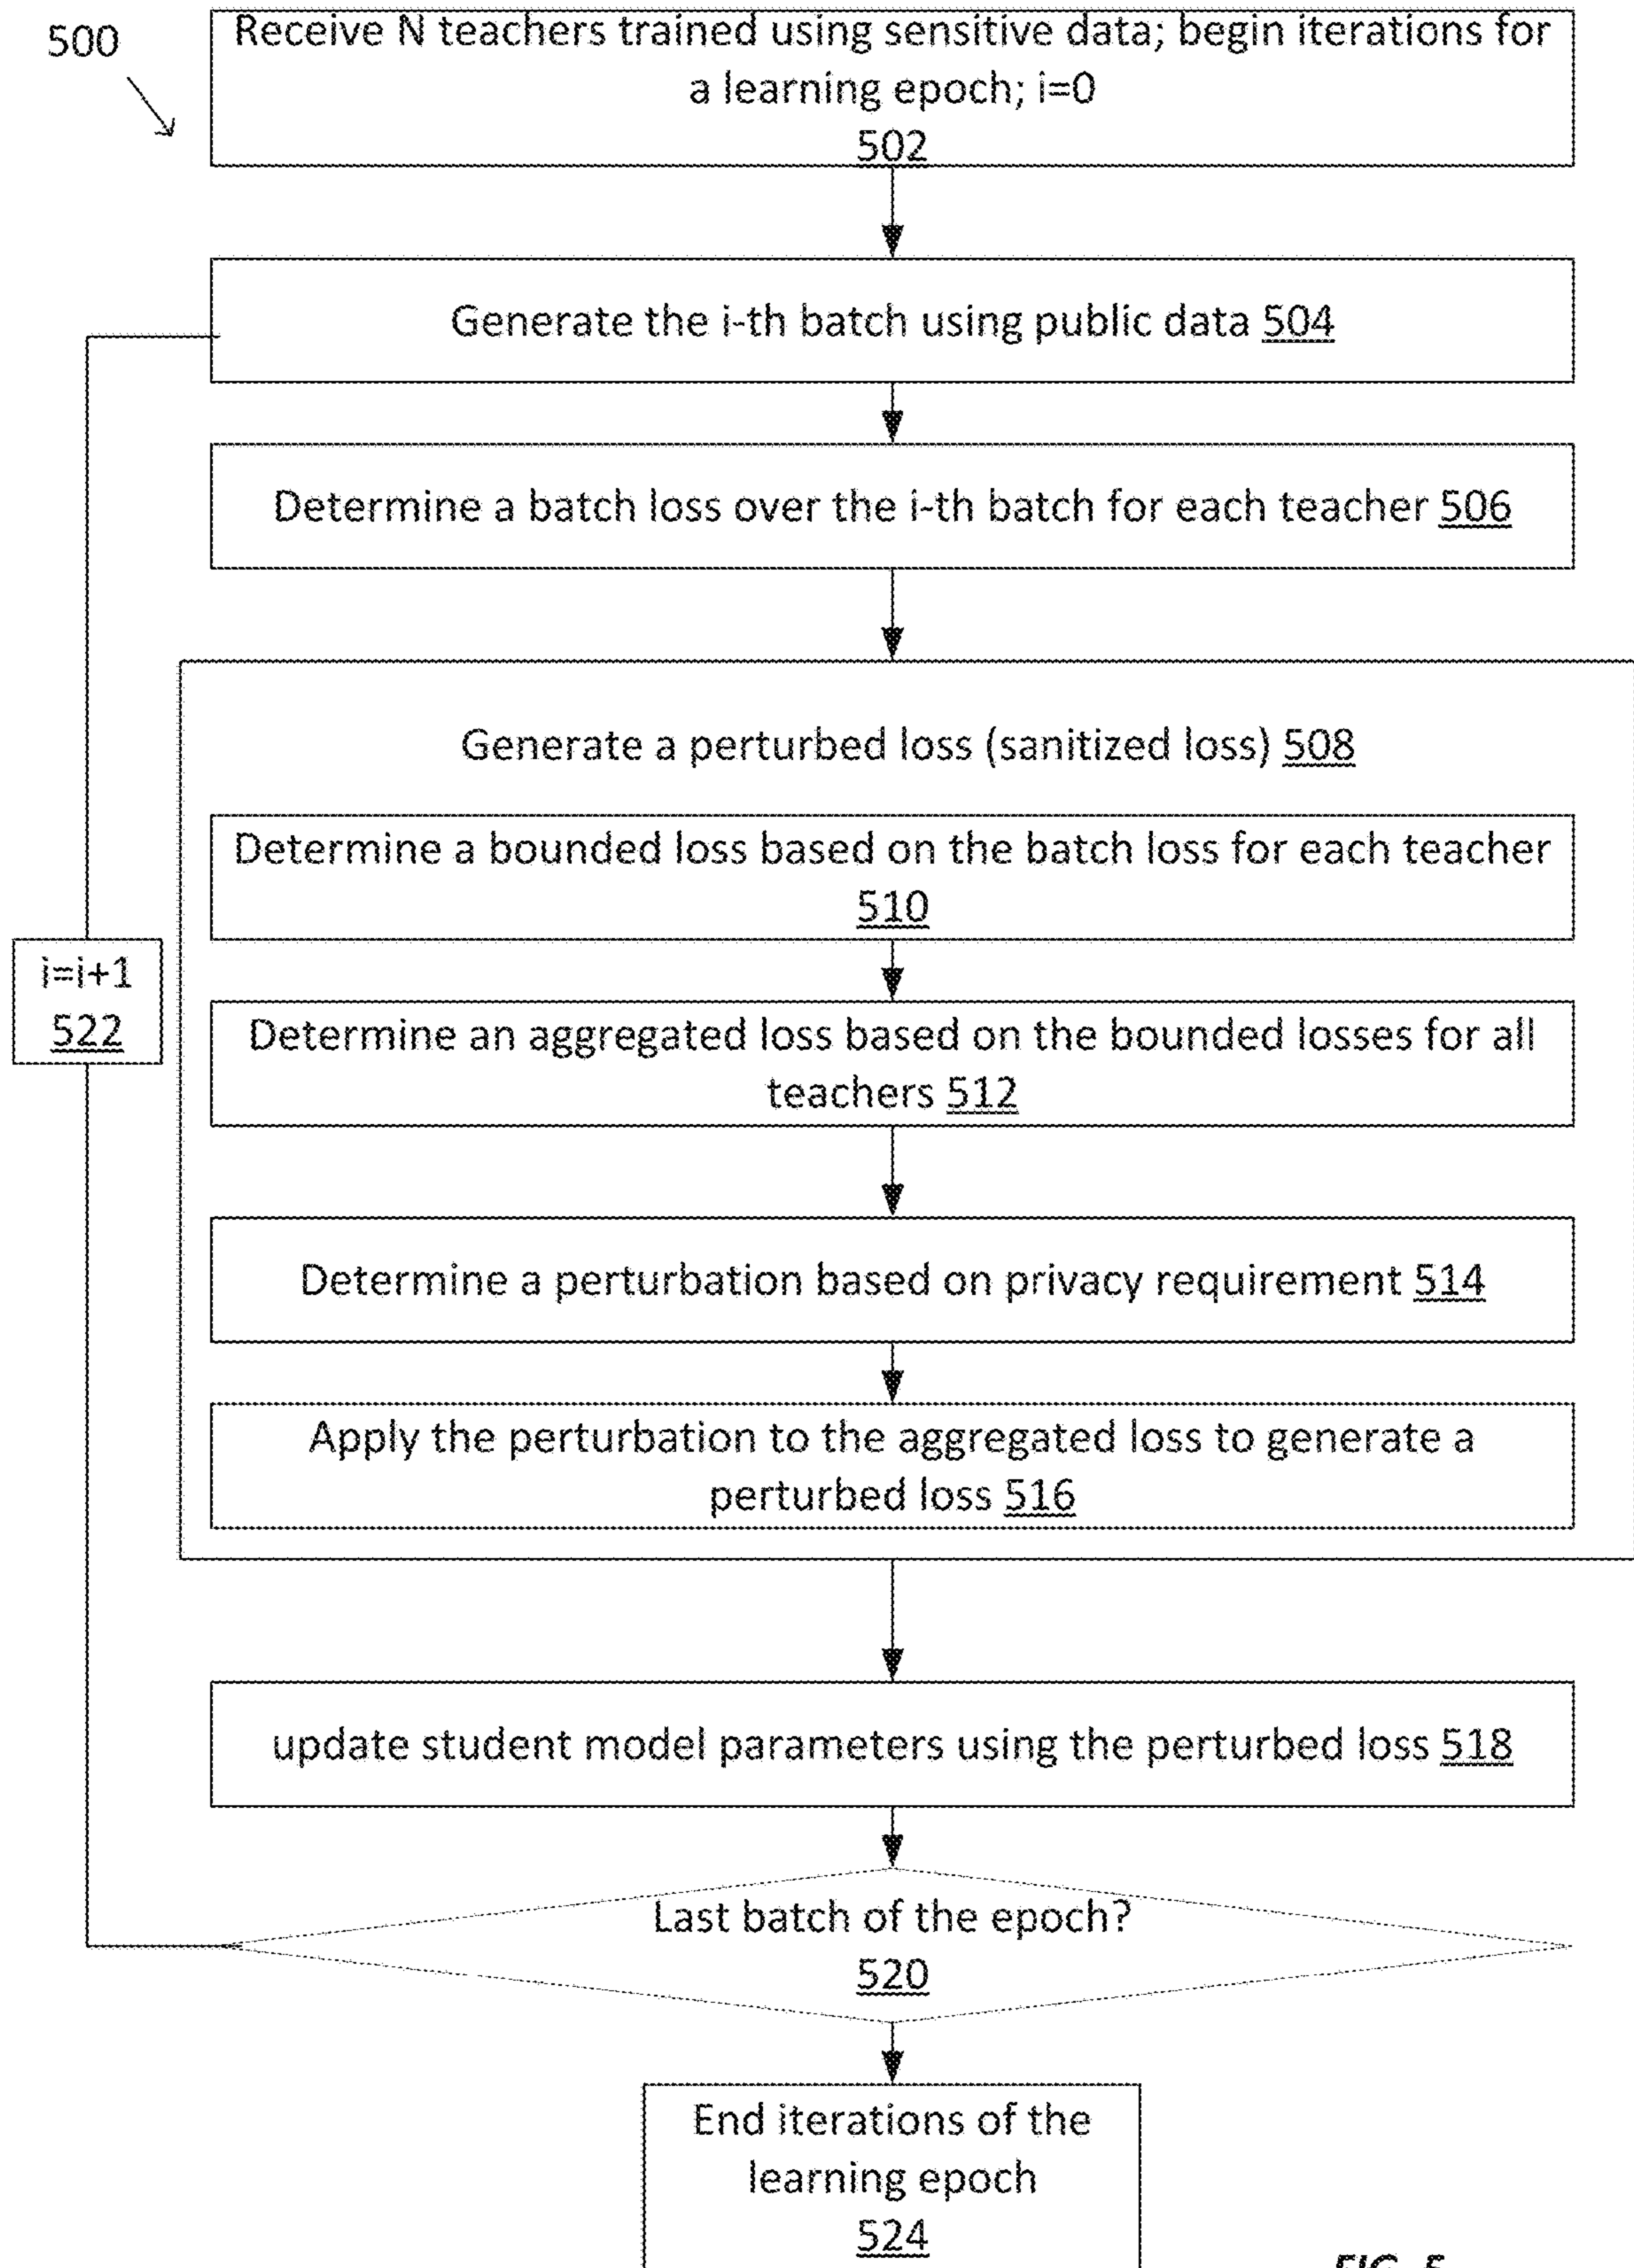 500
Receive N teachers trained using sensitive data; begin iterations for
a learning epoch; i=0
502
Generate the i-th batch using public data 504
Determine a batch loss over the i-th batch for each teacher 506
Generate a perturbed loss (sanitized loss) 508
Determine a bounded loss based on the batch loss for each teacher
510
i=i+1
522
Determine an aggregated loss based on the bounded losses for all
teachers 512
Determine a perturbation based on privacy requirement 514
Apply the perturbation to the aggregated loss to generate a
perturbed loss 516
update student model parameters using the perturbed loss 518
Last batch of the epoch?
520
End iterations of the
learning epoch
524
FIG. 5